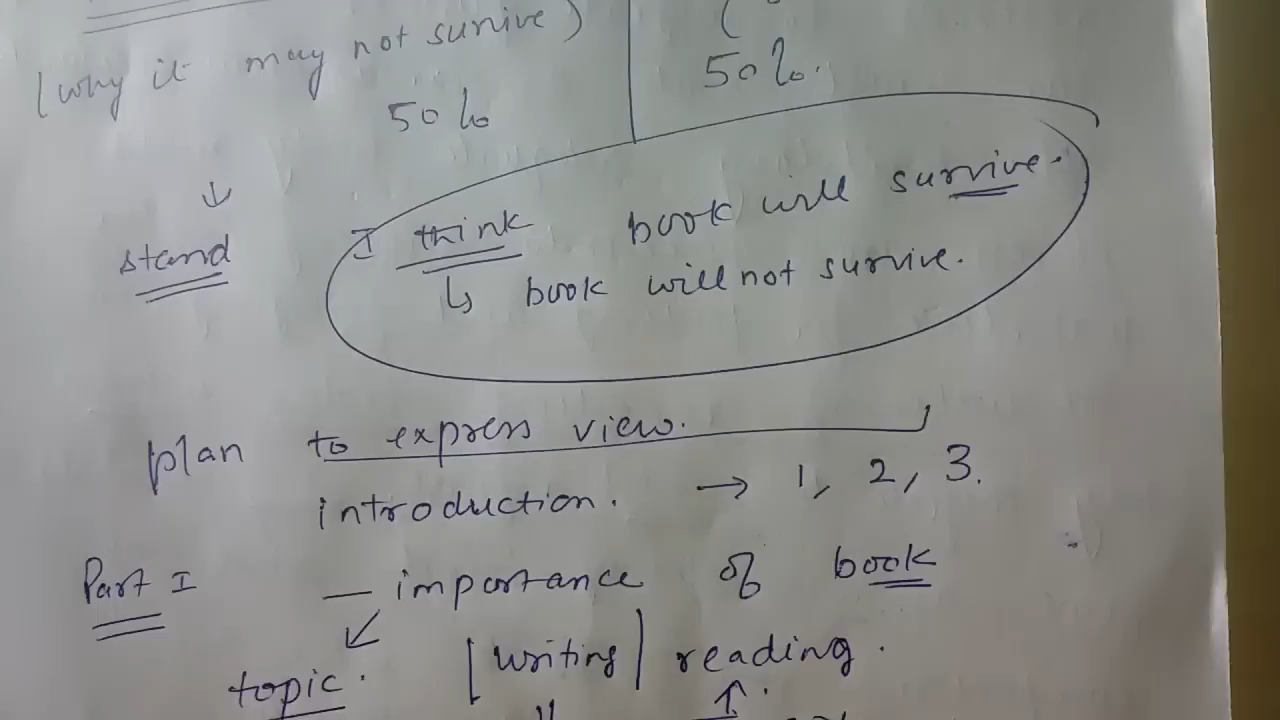 (why it may not survive)
50%
(
50%.
↓
stand
I think book will survive.
↳ book will not survive.
plan to express view.
introduction. → 1, 2, 3.
Part I — importance of book
topic. [writing| reading.